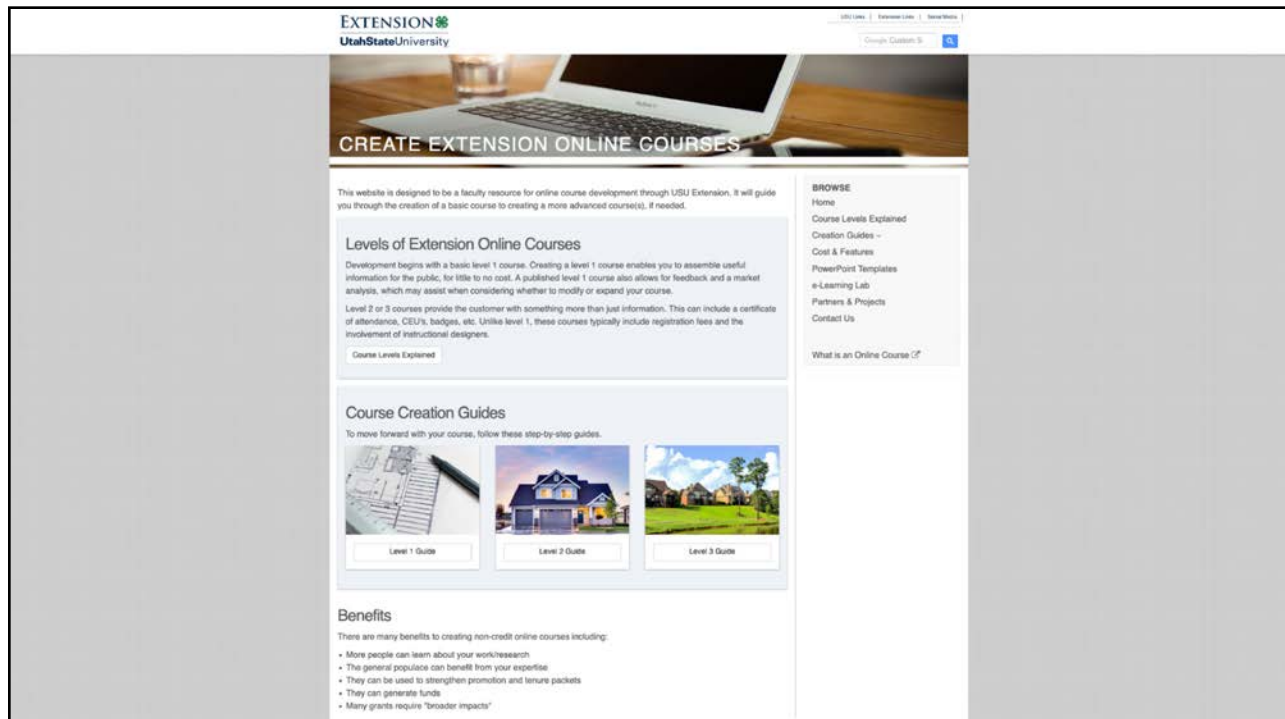 EXTENSION
UtahStateUniversity
USU Links | Extension Links | Social Media |
Google Custom S
CREATE EXTENSION ONLINE COURSES
This website is designed to be a faculty resource for online course development through USU Extension. It will guide
you through the creation of a basic course to creating a more advanced course(s), if needed.
Levels of Extension Online Courses
Development begins with a basic level 1 course. Creating a level 1 course enables you to assemble useful
information for the public, for little to no cost. A published level 1 course also allows for feedback and a market
analysis, which may assist when considering whether to modify or expand your course.
Level 2 or 3 courses provide the customer with something more than just information. This can include a certificate
of attendance, CEU's, badges, etc. Unlike level 1, these courses typically include registration fees and the
involvement of instructional designers.
Course Levels Explained
Course Creation Guides
To move forward with your course, follow these step-by-step guides.
Level 1 Guide
Level 2 Guide
Level 3 Guide
Benefits
There are many benefits to creating non-credit online courses including:
• More people can learn about your work/research
• The general populace can benefit from your expertise
• They can be used to strengthen promotion and tenure packets
• They can generate funds
• Many grants require "broader impacts"
BROWSE
Home
Course Levels Explained
Creation Guides –
Cost & Features
PowerPoint Templates
e-Learning Lab
Partners & Projects
Contact Us
What is an Online Course